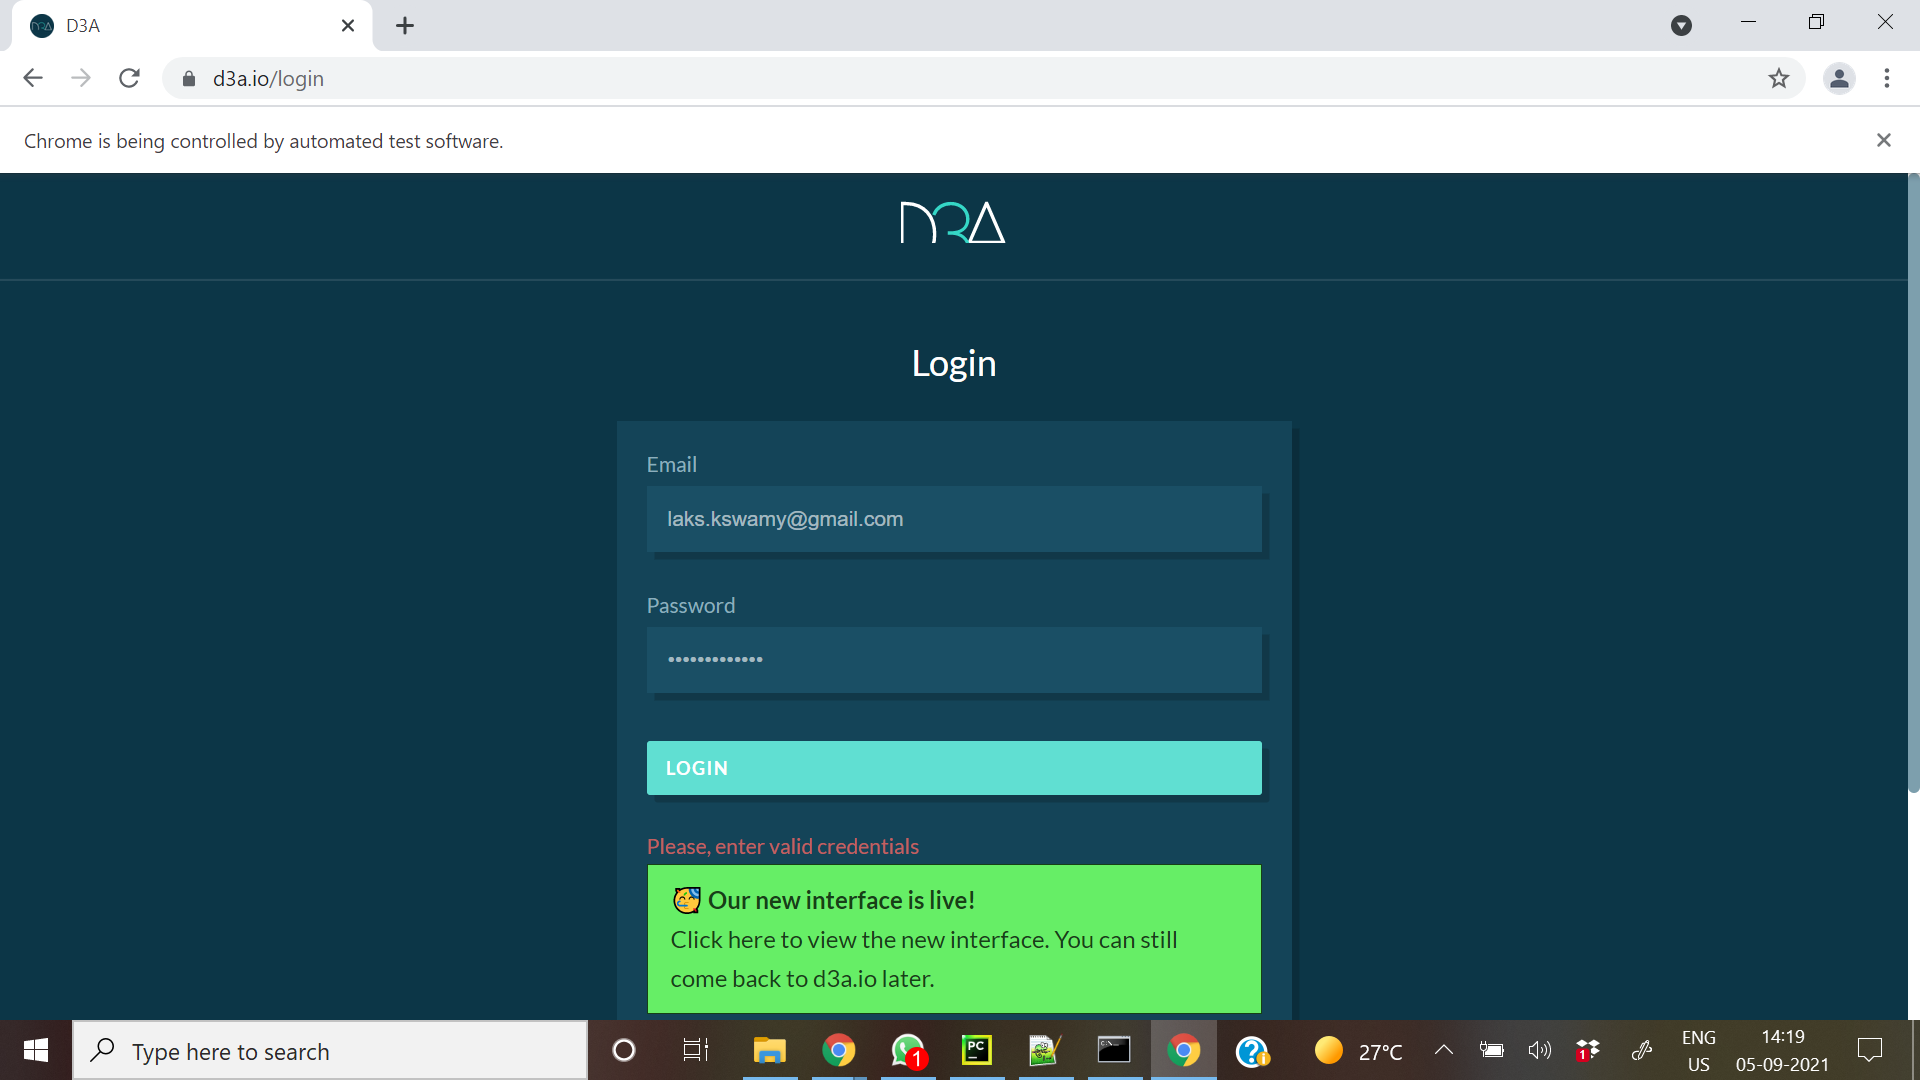 D3A
d3a.io/login
Chrome is being controlled by automated test software.
D3A
Login
Email
laks.kswamy@gmail.com
Password
•••••••••••••
LOGIN
Please, enter valid credentials
🥳 Our new interface is live!
Click here to view the new interface. You can still
come back to d3a.io later.
Type here to search
1
PC
27°C
1
ENG
US
14:19
05-09-2021